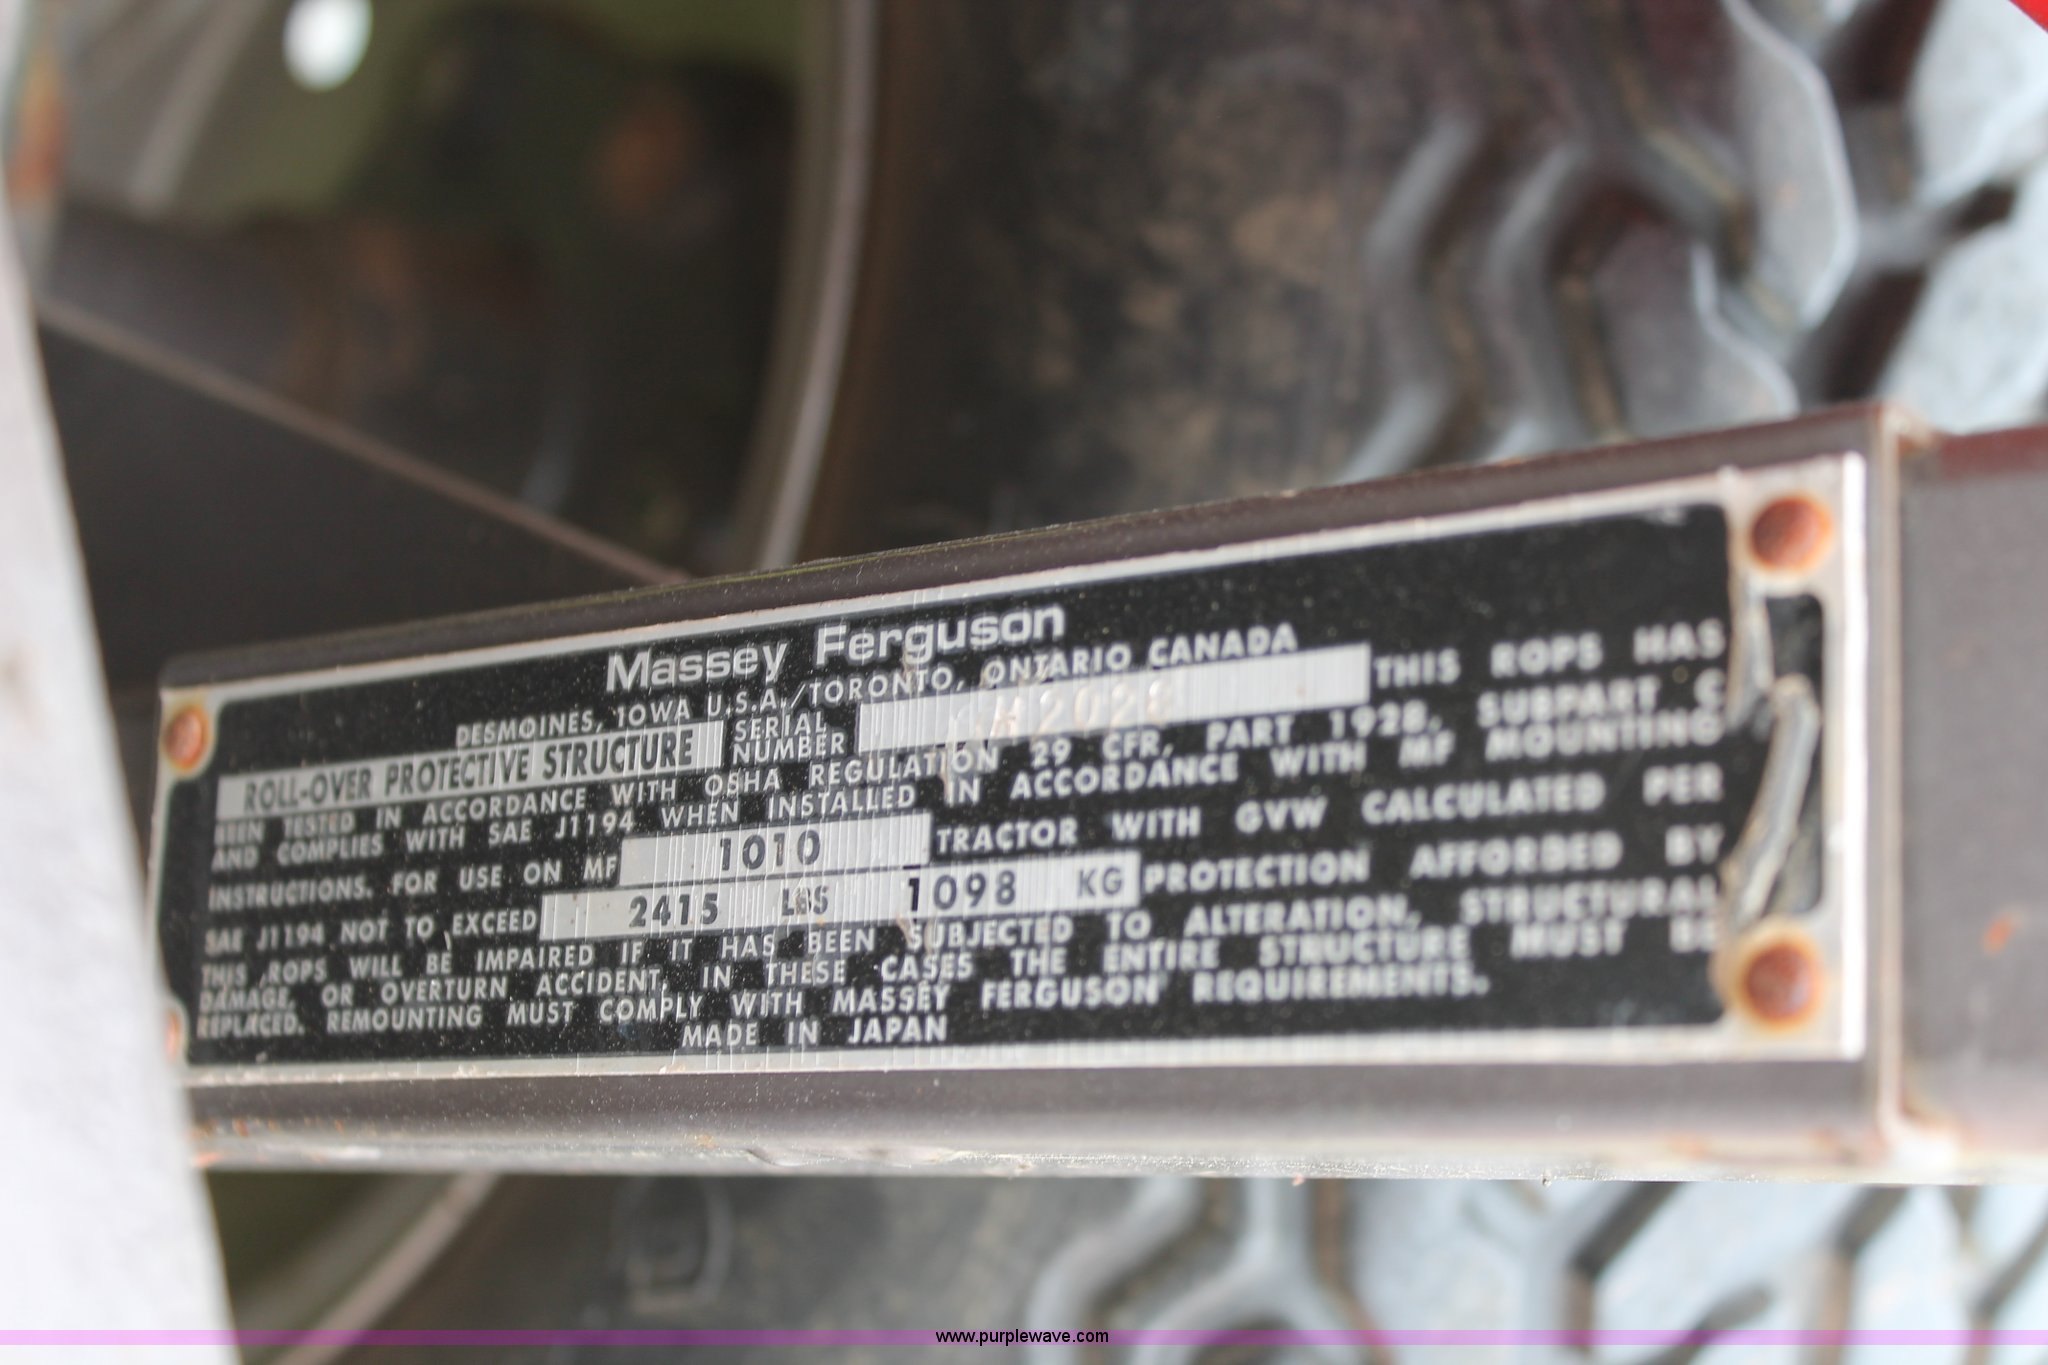 Massey Ferguson
DESMOINES, IOWA U.S.A./TORONTO, ONTARIO CANADA
ROLL-OVER PROTECTIVE STRUCTURE SERIAL NUMBER THIS ROPS HAS
BEEN TESTED IN ACCORDANCE WITH OSHA REGULATION 29 CFR, PART 1928, SUBPART C
AND COMPLIES WITH SAE J1194 WHEN INSTALLED IN ACCORDANCE WITH MF MOUNTING
INSTRUCTIONS. FOR USE ON MF 1010 TRACTOR WITH GVW CALCULATED PER
SAE J1194 NOT TO EXCEED 2415 LBS 1098 KG PROTECTION AFFORDED BY
THIS ROPS WILL BE IMPAIRED IF IT HAS BEEN SUBJECTED TO ALTERATION, STRUCTURAL
DAMAGE, OR OVERTURN ACCIDENT, IN THESE CASES THE ENTIRE STRUCTURE MUST BE
REPLACED. REMOUNTING MUST COMPLY WITH MASSEY FERGUSON REQUIREMENTS.
MADE IN JAPAN
www.purplewave.com